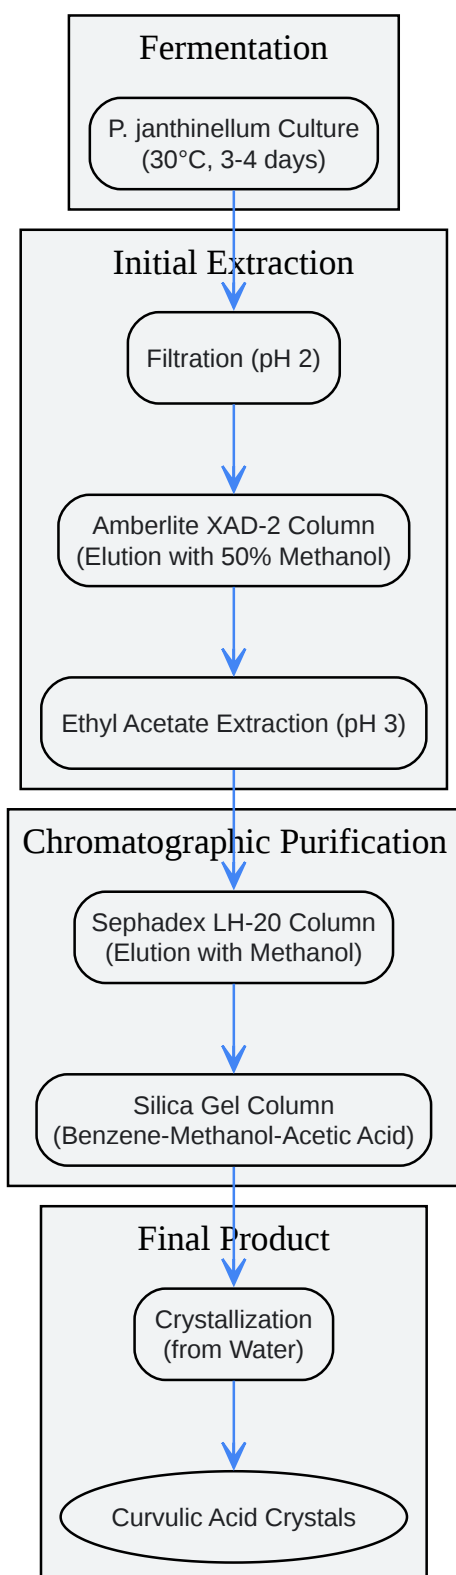 Fermentation
P. janthinellum Culture
(30°C, 3-4 days)
Initial Extraction
Filtration (pH 2)
Amberlite XAD-2 Column
(Elution with 50% Methanol)
Ethyl Acetate Extraction (pH 3)
Chromatographic Purification
Sephadex LH-20 Column
(Elution with Methanol)
Silica Gel Column
(Benzene-Methanol-Acetic Acid)
Final Product
Crystallization
(from Water)
Curvulic Acid Crystals